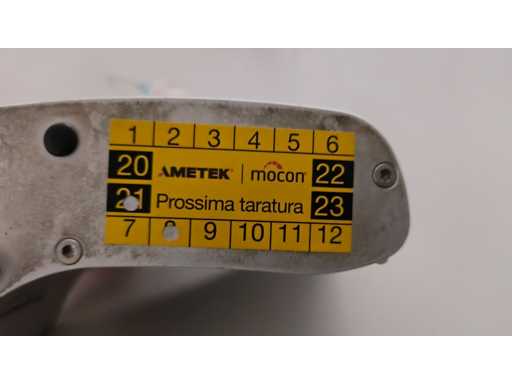 1 2 3 4 5 6
20 AMETEK mocon 22
21 Prossima taratura 23
7 8 9 10 11 12